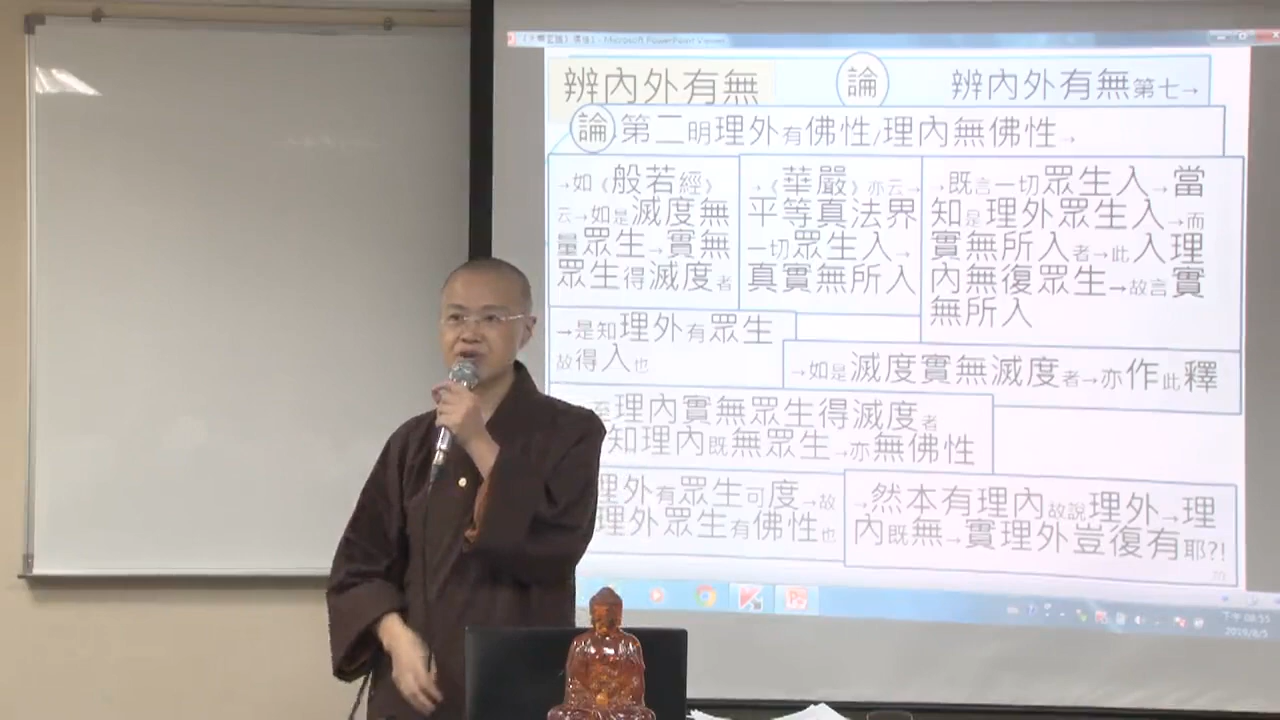 辨內外有無
論
辨內外有無第七→
論 第二明理外有佛性/理內無佛性→
→如《般若經》
云→如是滅度無
量眾生→實無
眾生得滅度者
→《華嚴》亦云→
平等真法界
一切眾生入→
真實無所入
→既言一切眾生入→當
知是理外眾生入→而
實無所入者→此入理
內無復眾生→故言實
無所入
→是知理外有眾生
故得入也
→如是滅度實無滅度者→亦作此釋
至理內實無眾生得滅度者
知理內既無眾生→亦無佛性
理外有眾生可度→故
理外眾生有佛性也
→然本有理內故說理外→理
內既無→實理外豈復有耶?!
20
下午 08:55
2019/8/5